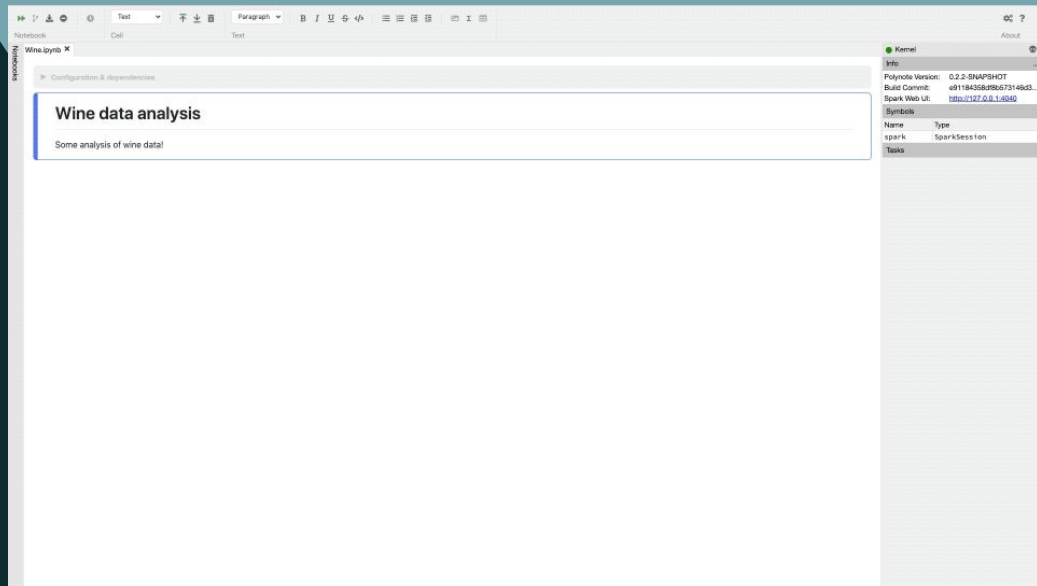 Text
Paragraph
B I U S </>
Σ
?
Notebook
Cell
Text
About
Notebooks
Wine.ipynb ×
Kernel
Configuration & dependencies
Info
Polynote Version: 0.2.2-SNAPSHOT
Build Commit:
Spark Web UI: http://127.0.0.1:4040
Symbols
Name Type
spark SparkSession
Tasks
Wine data analysis
Some analysis of wine data!